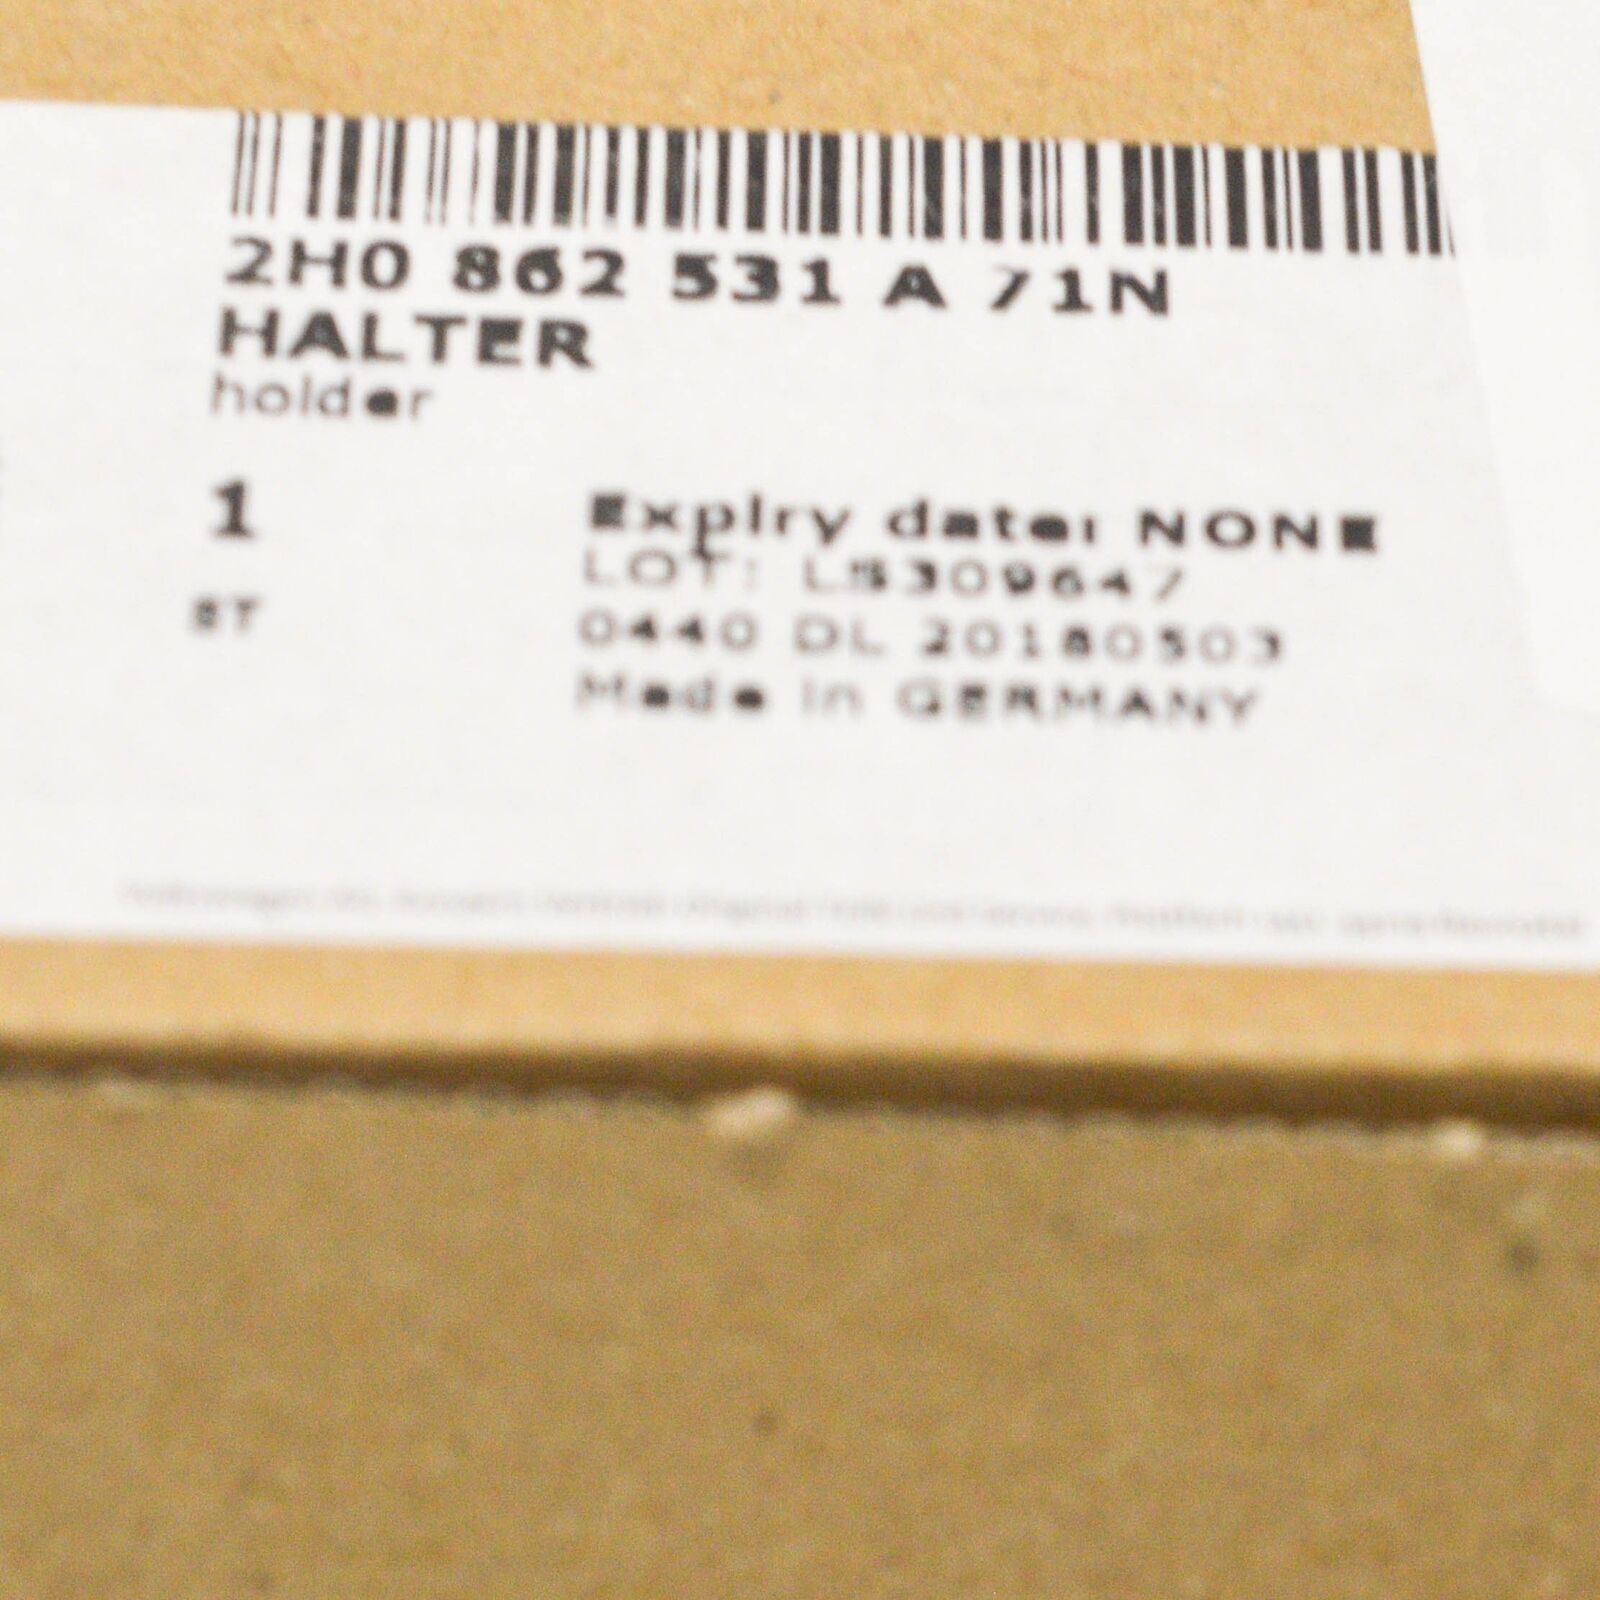 2H0 862 531 A 71N
HALTER
holder
1
Expiry date: NONE
LOT: LS309647
ST
0440 DL 20180503
Made in GERMANY